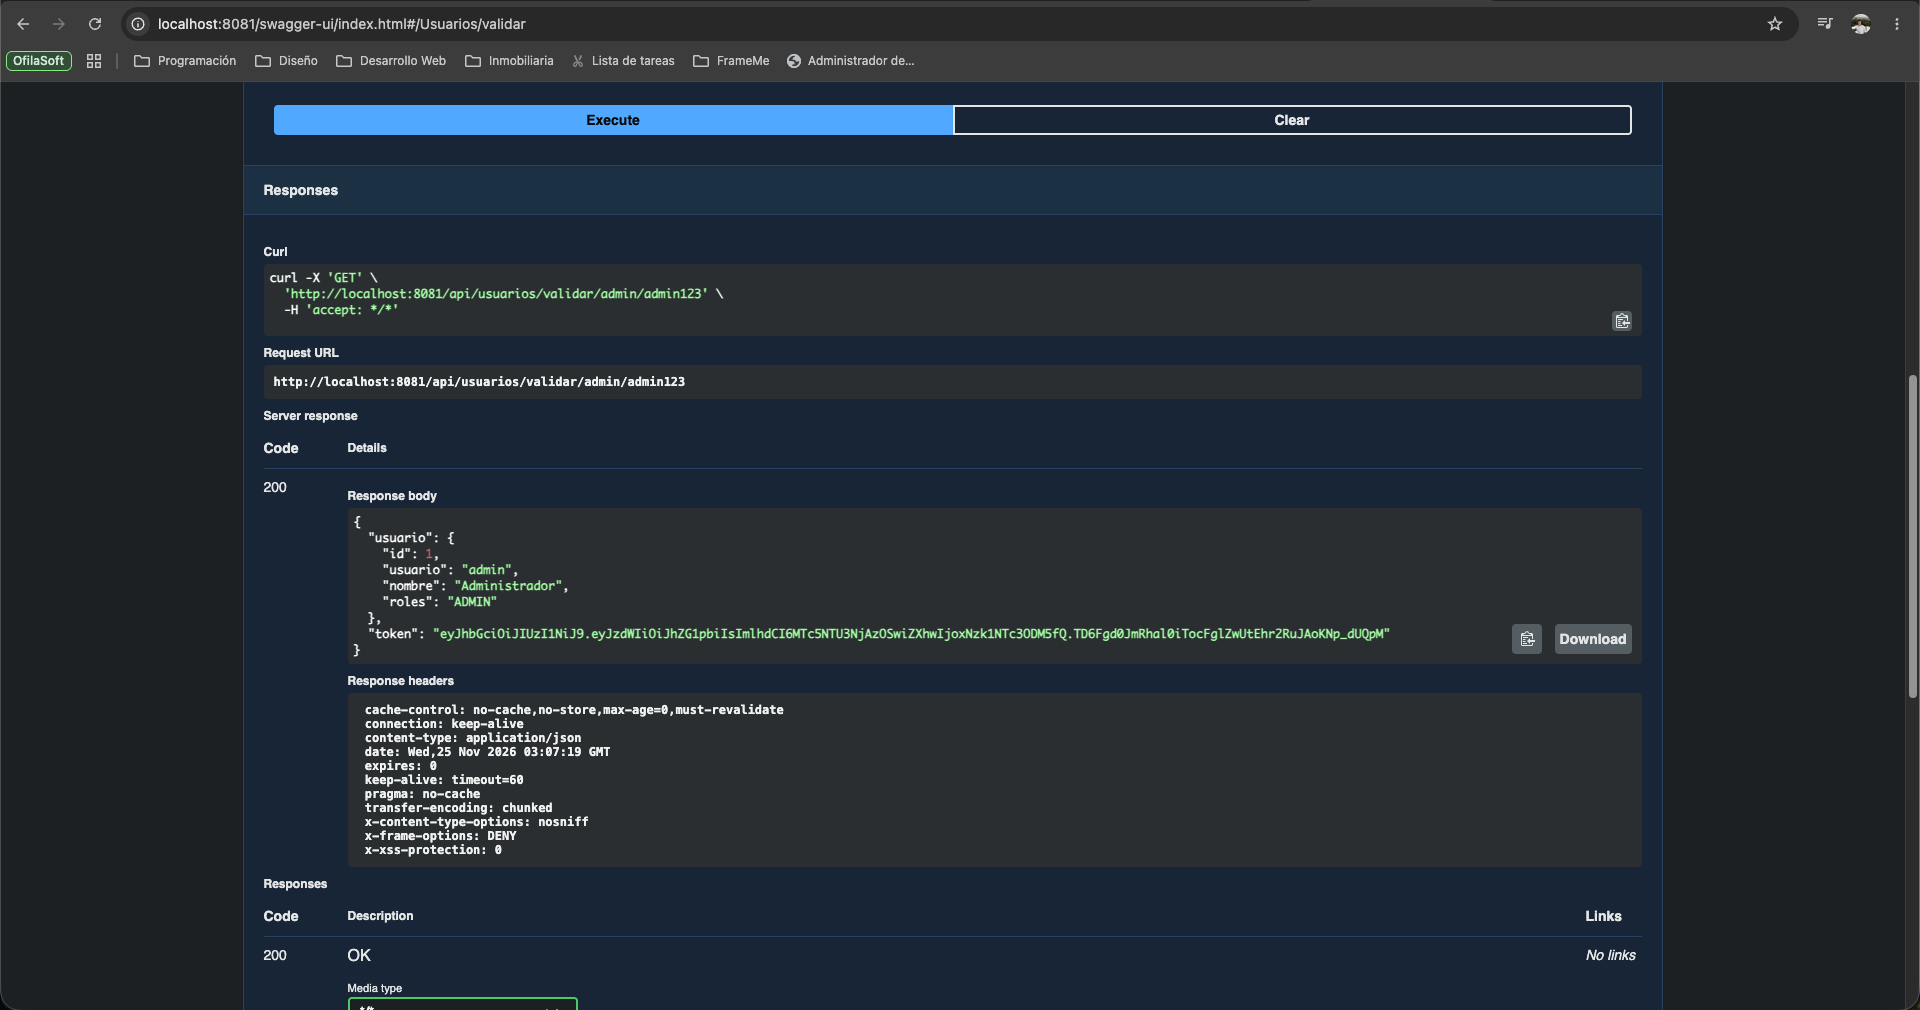 localhost:8081/swagger-ui/index.html#/Usuarios/validar
OfilaSoft
Programación
Diseño
Desarrollo Web
Inmobiliaria
Lista de tareas
FrameMe
Administrador de...
Execute
Clear
Responses
Curl
curl -X 'GET' \
'http://localhost:8081/api/usuarios/validar/admin/admin123' \
-H 'accept: */*'
Request URL
http://localhost:8081/api/usuarios/validar/admin/admin123
Server response
Code Details
200
Response body
{
"usuario": {
"id": 1,
"usuario": "admin",
"nombre": "Administrador",
"roles": "ADMIN"
},
"token": "eyJhbGciOiJIUzI1NiJ9.eyJzdWIiOiJhZG1pbiIsImlhdCI6MTc5NTU3NjAzOSwiZXhwIjoxNzk1NTc3ODM5fQ.TD6Fgd0JmRhal0iTocFglZwUtEhr2RuJAoKNp_dUQpM"
}
Download
Response headers
cache-control: no-cache,no-store,max-age=0,must-revalidate
connection: keep-alive
content-type: application/json
date: Wed,25 Nov 2026 03:07:19 GMT
expires: 0
keep-alive: timeout=60
pragma: no-cache
transfer-encoding: chunked
x-content-type-options: nosniff
x-frame-options: DENY
x-xss-protection: 0
Responses
Code Description Links
200 OK No links
Media type